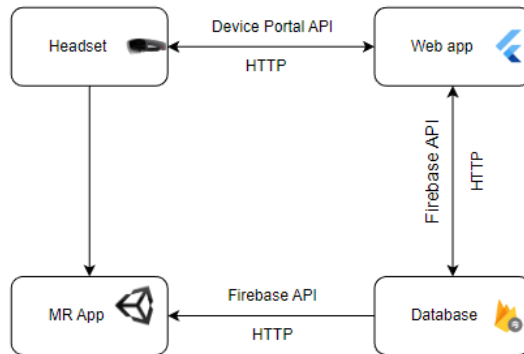 Headset
Device Portal API
HTTP
Web app
Firebase API
HTTP
MR App
Firebase API
HTTP
Database